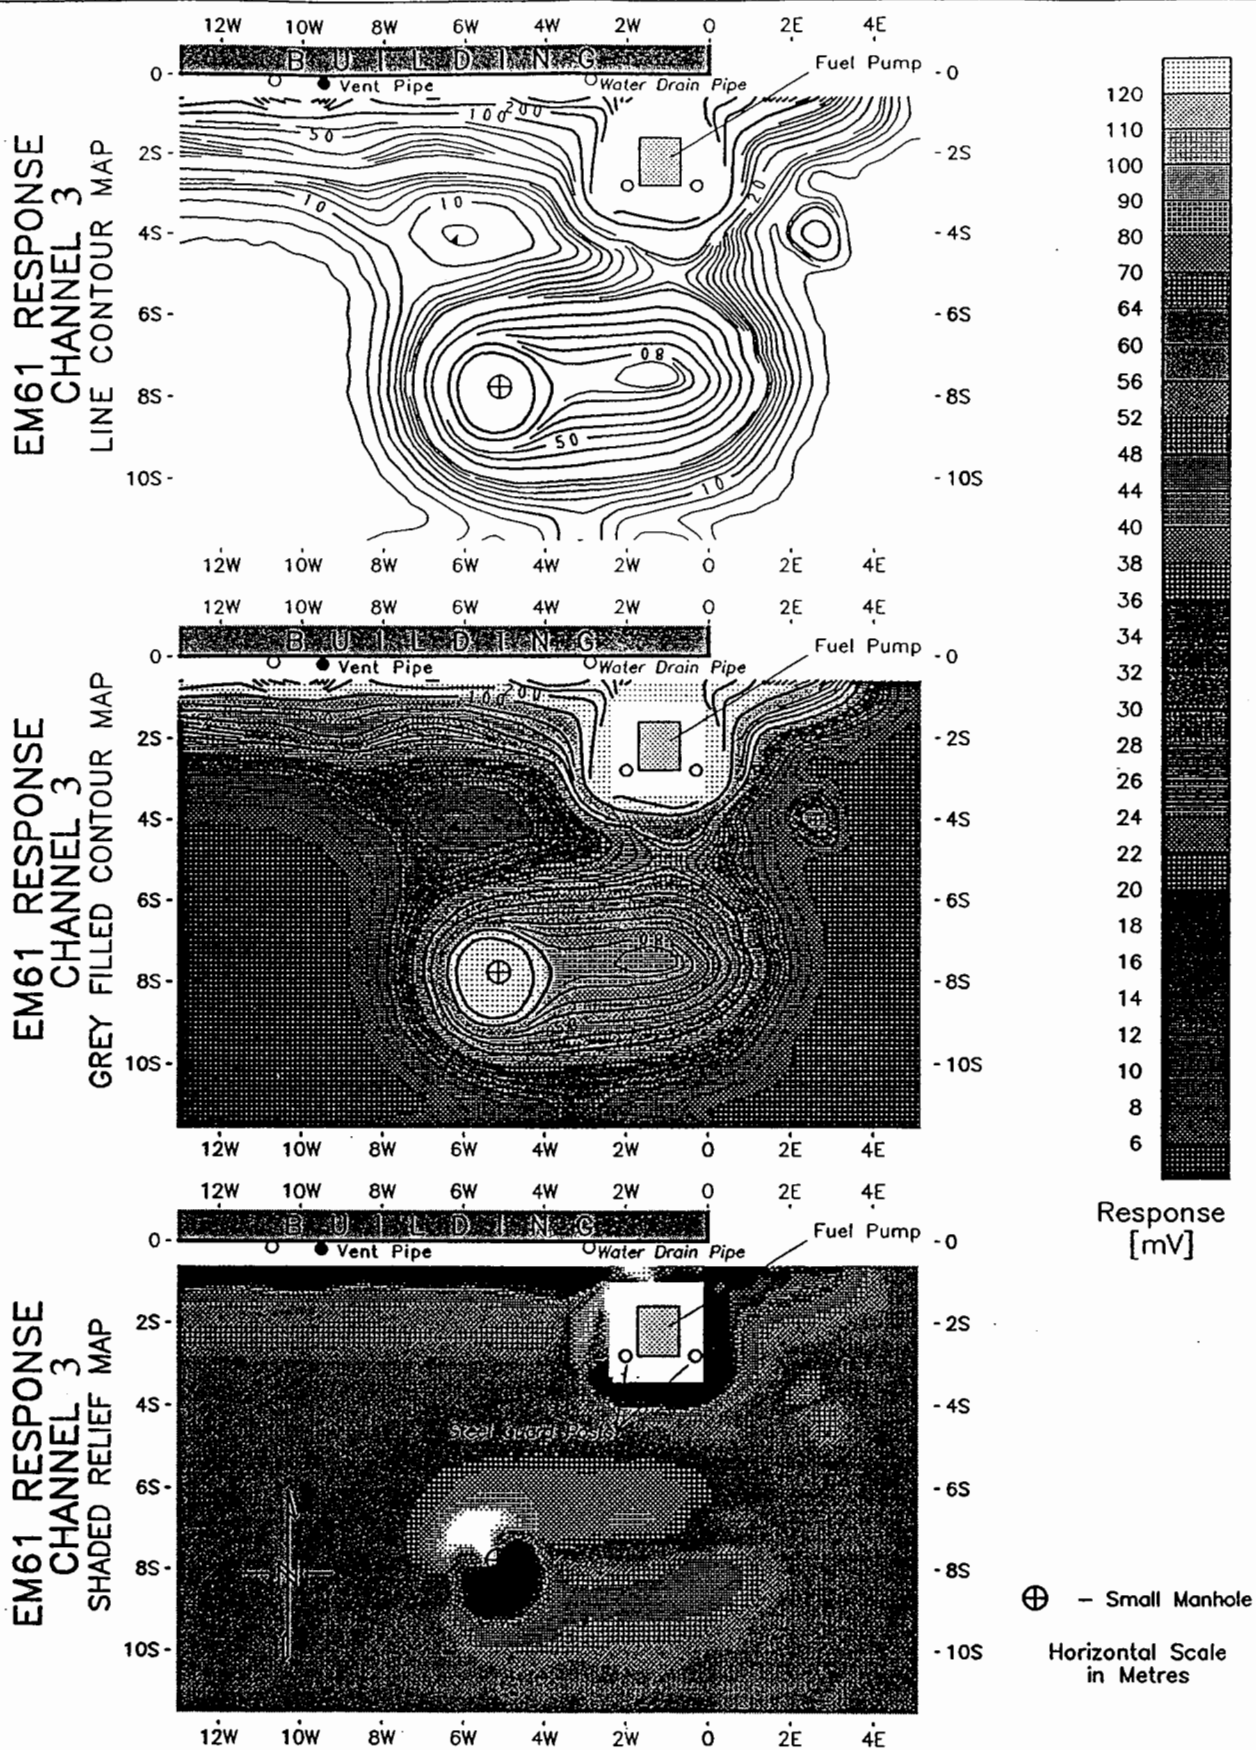 12W 10W 8W 6W 4W 2W 0 2E 4E
BUILDING
0 0
Vent Pipe Water Drain Pipe Fuel Pump
EM61 RESPONSE
CHANNEL 3
LINE CONTOUR MAP
100 200
50
2S 2S
20
10 10
4S 4S
6S 6S
80
8S 8S
50
10S 10S
10
12W 10W 8W 6W 4W 2W 0 2E 4E
12W 10W 8W 6W 4W 2W 0 2E 4E
BUILDING
0 0
Vent Pipe Water Drain Pipe Fuel Pump
EM61 RESPONSE
CHANNEL 3
GREY FILLED CONTOUR MAP
100 200
2S 2S
4S 4S
6S 6S
8S 8S
10S 10S
12W 10W 8W 6W 4W 2W 0 2E 4E
12W 10W 8W 6W 4W 2W 0 2E 4E
BUILDING
0 0
Vent Pipe Water Drain Pipe Fuel Pump
EM61 RESPONSE
CHANNEL 3
SHADED RELIEF MAP
2S 2S
4S 4S
Steel Guard Posts
6S 6S
8S 8S
10S 10S
12W 10W 8W 6W 4W 2W 0 2E 4E
120
110
100
90
80
70
64
60
56
52
48
44
40
38
36
34
32
30
28
26
24
22
20
18
16
14
12
10
8
6
Response
[mV]
⊕ – Small Manhole
Horizontal Scale
in Metres